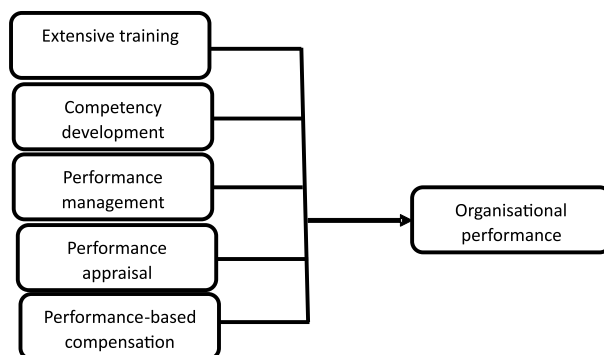 Extensive training
Competency
development
Performance
management
Performance
appraisal
Performance-based
compensation
Organisational
performance